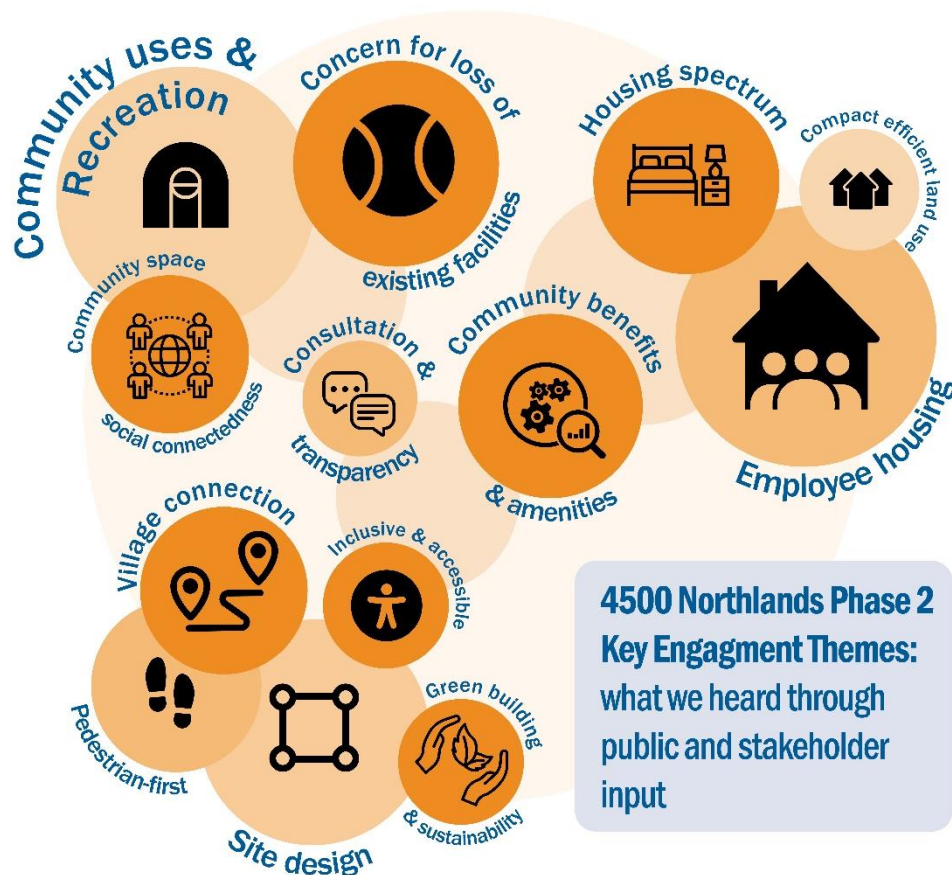 Community uses &
Recreation
Concern for loss of
existing facilities
Housing spectrum
Compact efficient
land use
Employee housing
Community space
social connectedness
Consultation &
transparency
Community benefits
& amenities
Village connection
Inclusive & accessible
Pedestrian-first
Site design
Green building
& sustainability
4500 Northlands Phase 2
Key Engagment Themes:
what we heard through
public and stakeholder
input